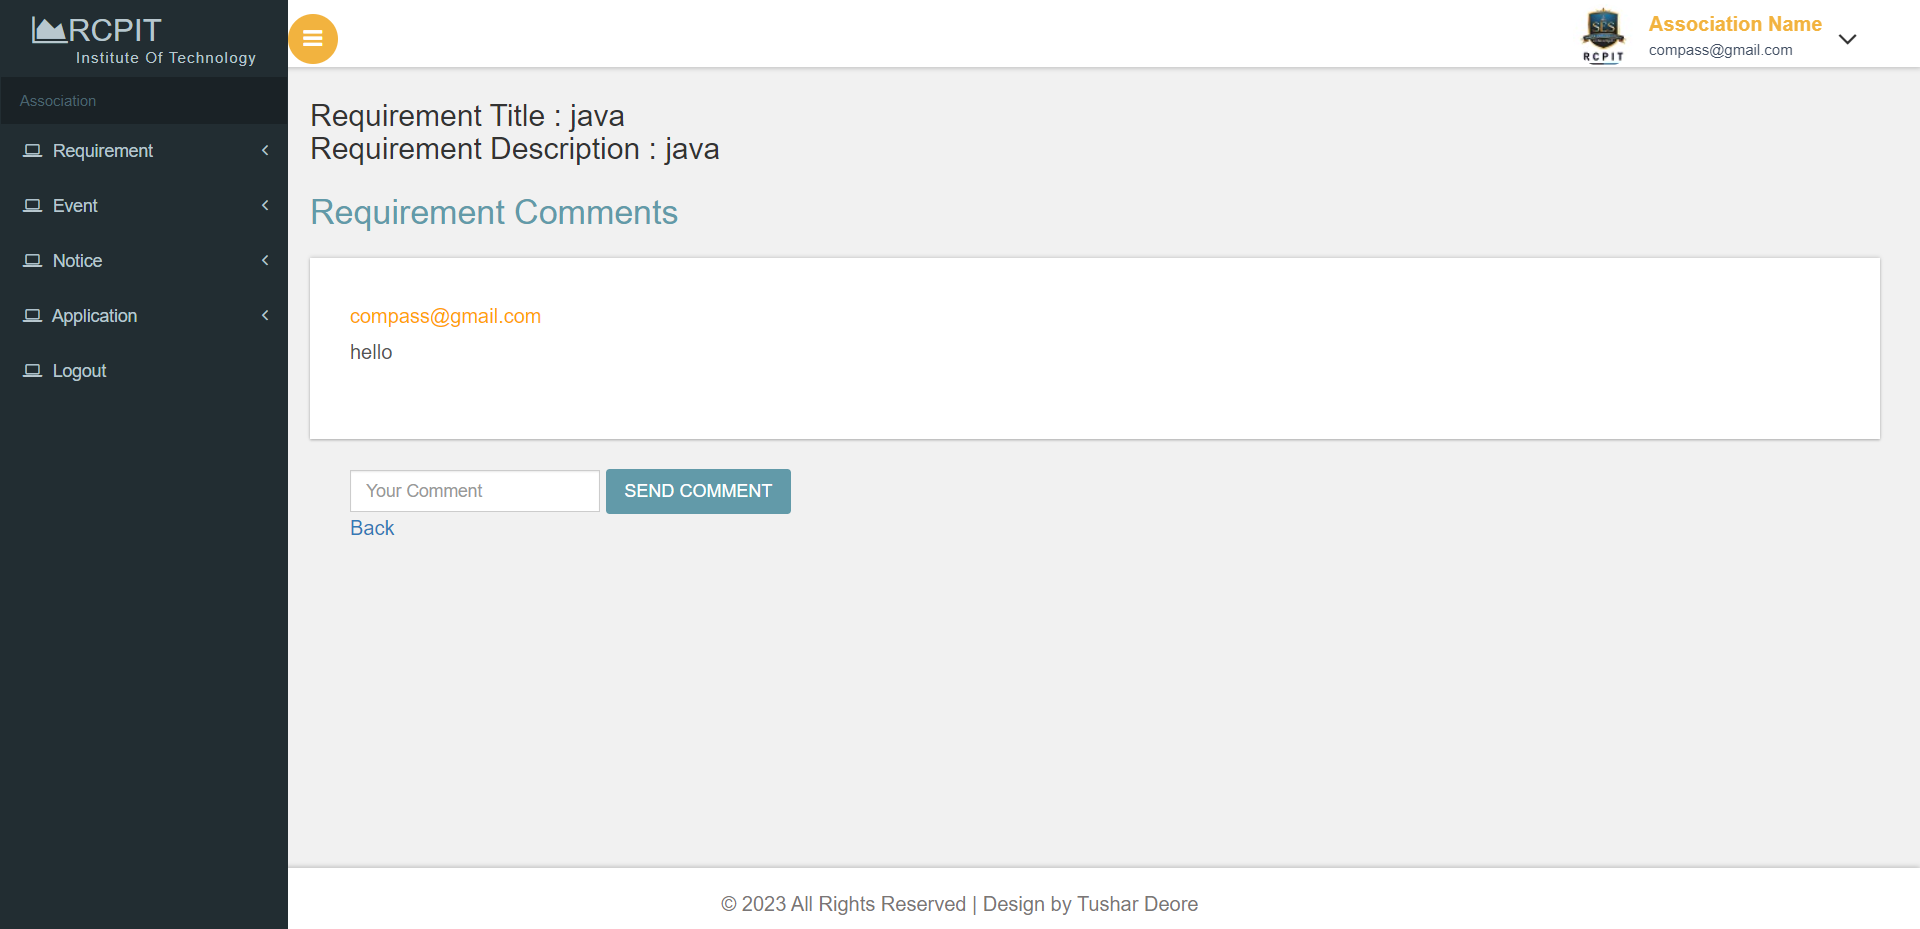 RCPIT
Institute Of Technology
Association
Requirement
Event
Notice
Application
Logout
SES
RCPIT
Association Name
compass@gmail.com
Requirement Title : java
Requirement Description : java
Requirement Comments
compass@gmail.com
hello
Your Comment
SEND COMMENT
Back
© 2023 All Rights Reserved | Design by Tushar Deore